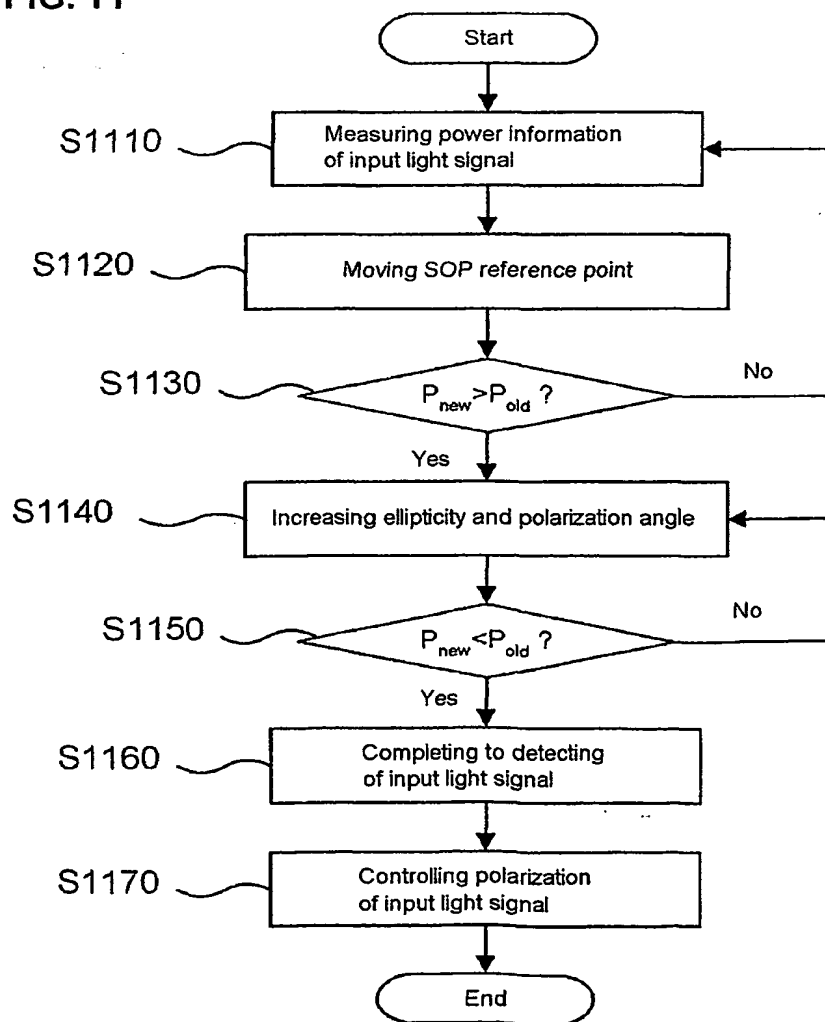 FIG. 11
Start
S1110
Measuring power information
of input light signal
S1120
Moving SOP reference point
S1130
P_new>P_old ?
No
Yes
S1140
Increasing ellipticity and polarization angle
S1150
P_new<P_old ?
No
Yes
S1160
Completing to detecting
of input light signal
S1170
Controlling polarization
of input light signal
End